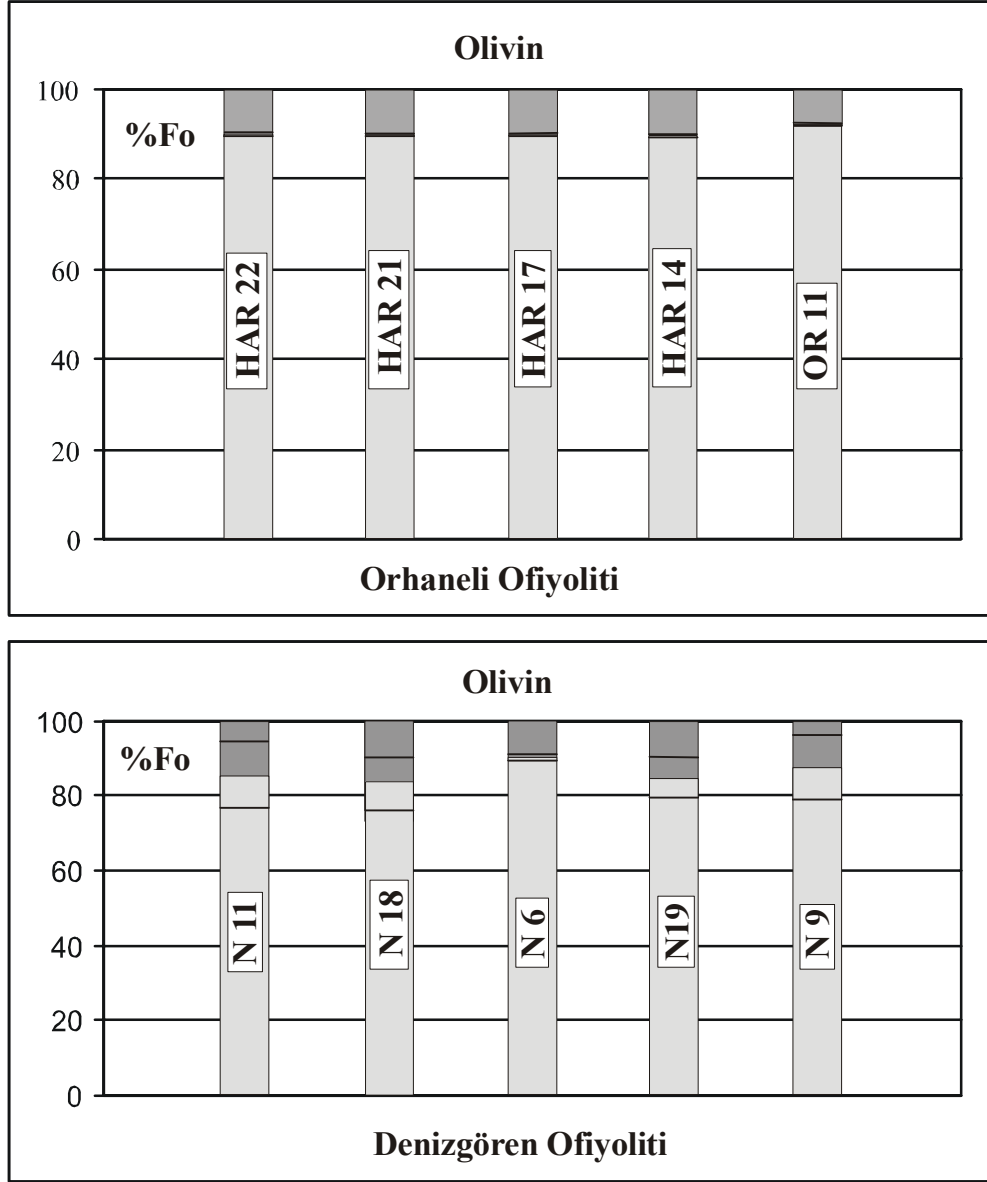 Olivin
100
%Fo
80
60
40
20
0
HAR 22
HAR 21
HAR 17
HAR 14
OR 11
Orhaneli Ofiyoliti
Olivin
100
%Fo
80
60
40
20
0
N 11
N 18
N 6
N19
N 9
Denizgören Ofiyoliti